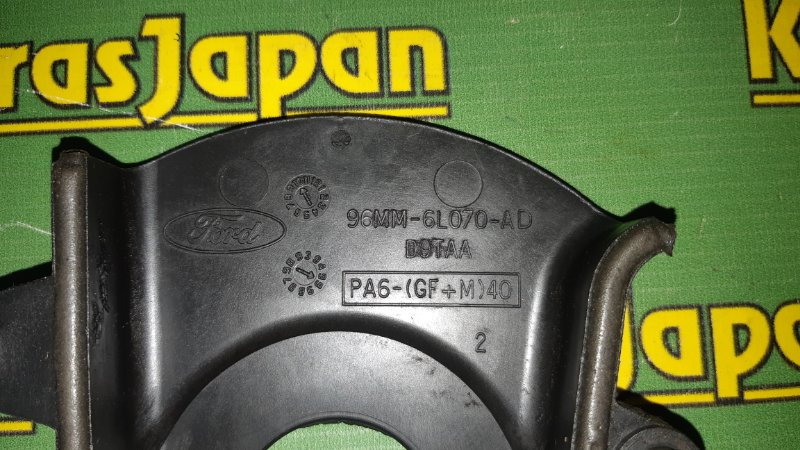 rasJapan
K
Ford
96MM-6L070-AD
D9TAA
PA6-(GF+M)40
2
Japan